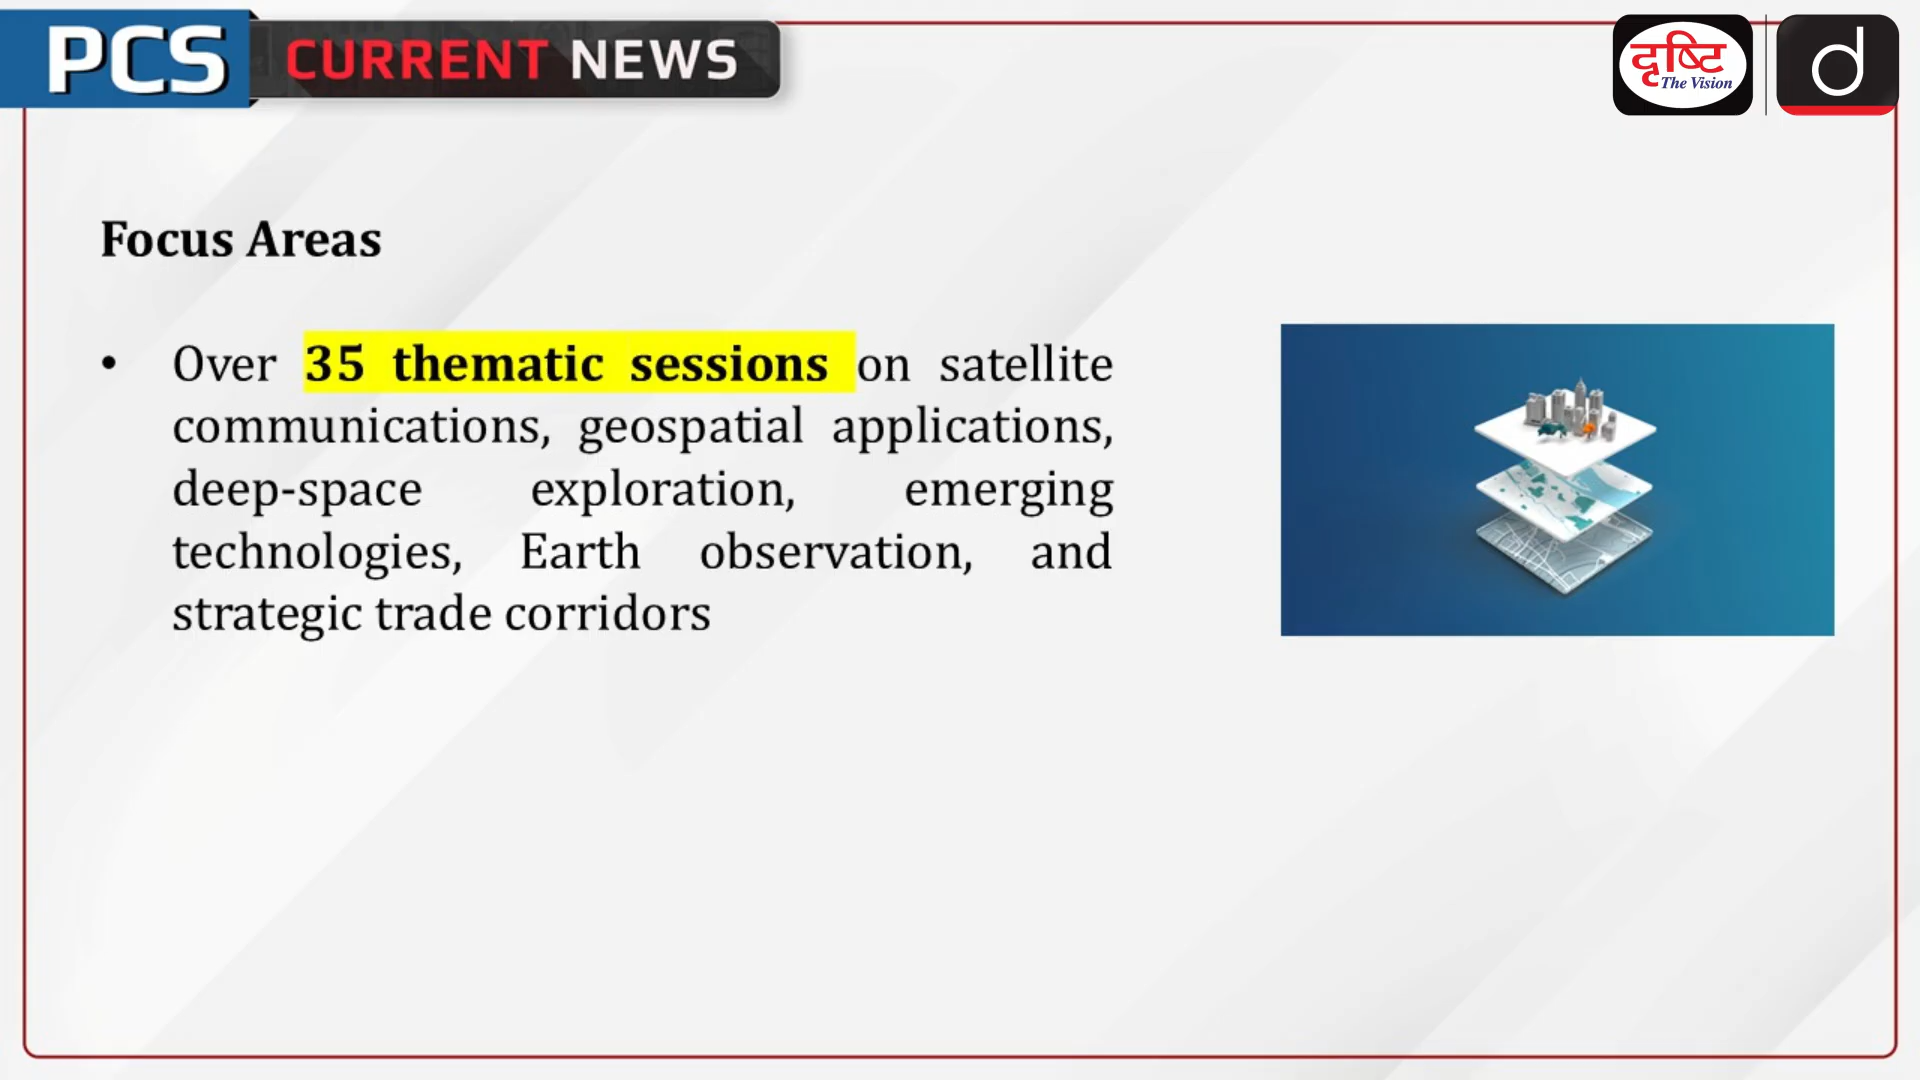 PCS CURRENT NEWS
दृष्टि
The Vision
d
Focus Areas
• Over 35 thematic sessions on satellite
communications, geospatial applications,
deep-space exploration, emerging
technologies, Earth observation, and
strategic trade corridors